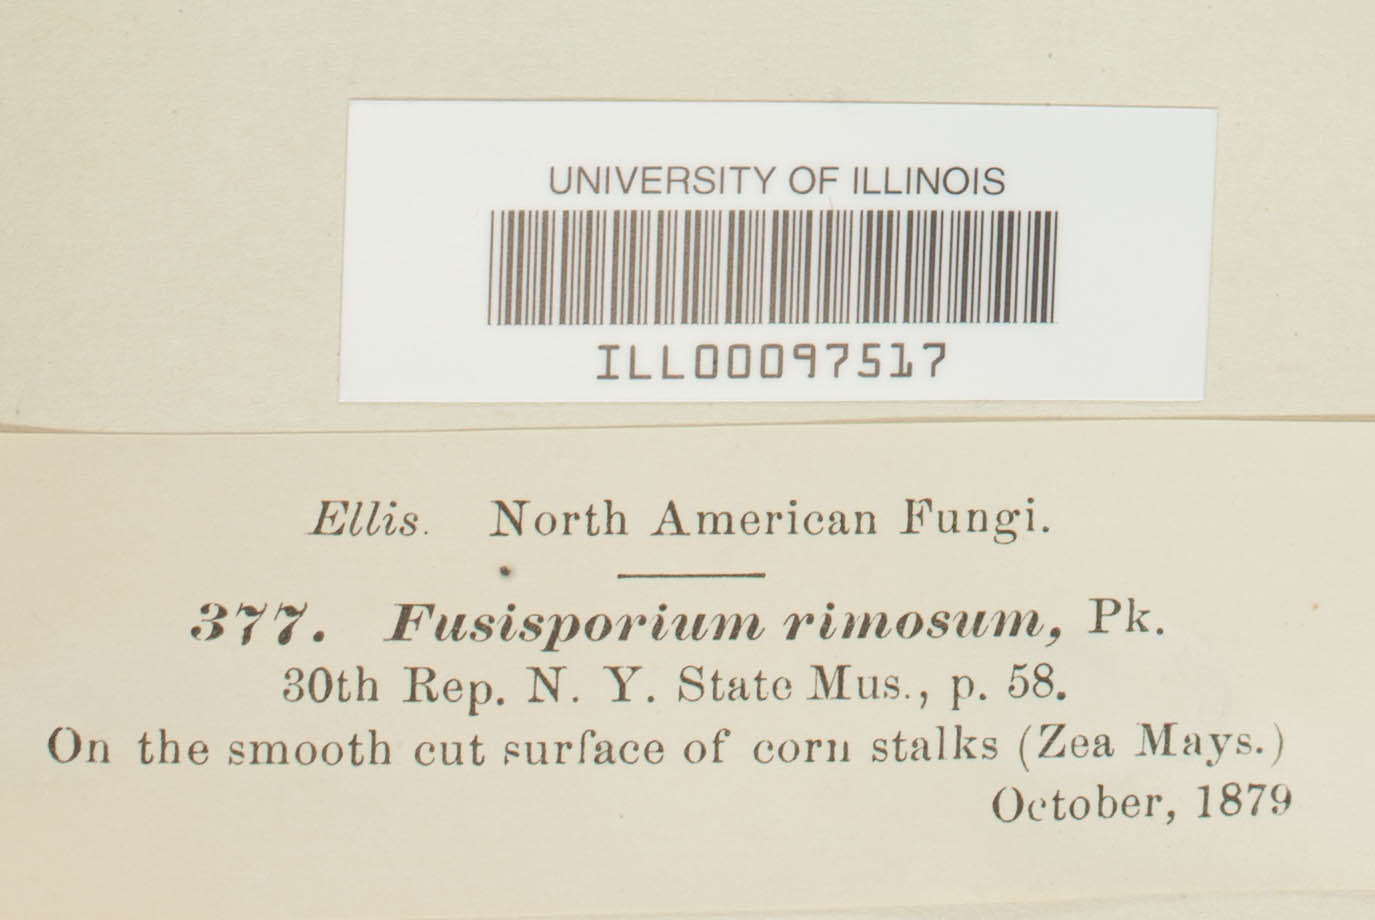 UNIVERSITY OF ILLINOIS
ILL00097517
Ellis. North American Fungi.
377. Fusisporium rimosum, Pk.
30th Rep. N. Y. State Mus., p. 58.
On the smooth cut surface of corn stalks (Zea Mays.)
October, 1879